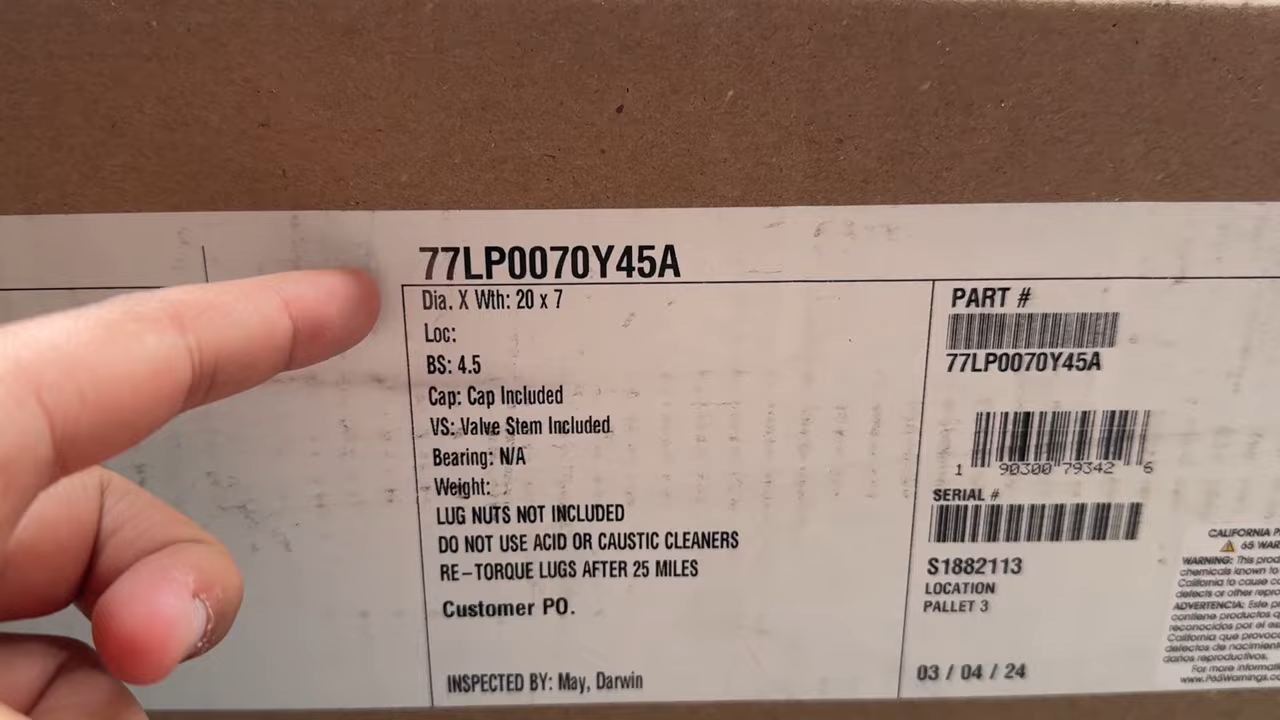 77LP0070Y45A
Dia. X Wth: 20 x 7
Loc:
BS: 4.5
Cap: Cap Included
VS: Valve Stem Included
Bearing: N/A
Weight:
LUG NUTS NOT INCLUDED
DO NOT USE ACID OR CAUSTIC CLEANERS
RE-TORQUE LUGS AFTER 25 MILES
Customer PO.
INSPECTED BY: May, Darwin
PART #
77LP0070Y45A
1 90300 79342 6
SERIAL #
S1882113
LOCATION
PALLET 3
03 / 04 / 24
CALIFORNIA P
65 WAR
WARNING: This prod
chemicals known to
California to cause ca
defects or other repro
ADVERTENCIA: Este p
contiene productos q
reconocidos por el es
California que provoc
defectos de nacimien
daños reproductivos.
For more informati
www.P65Warnings.c